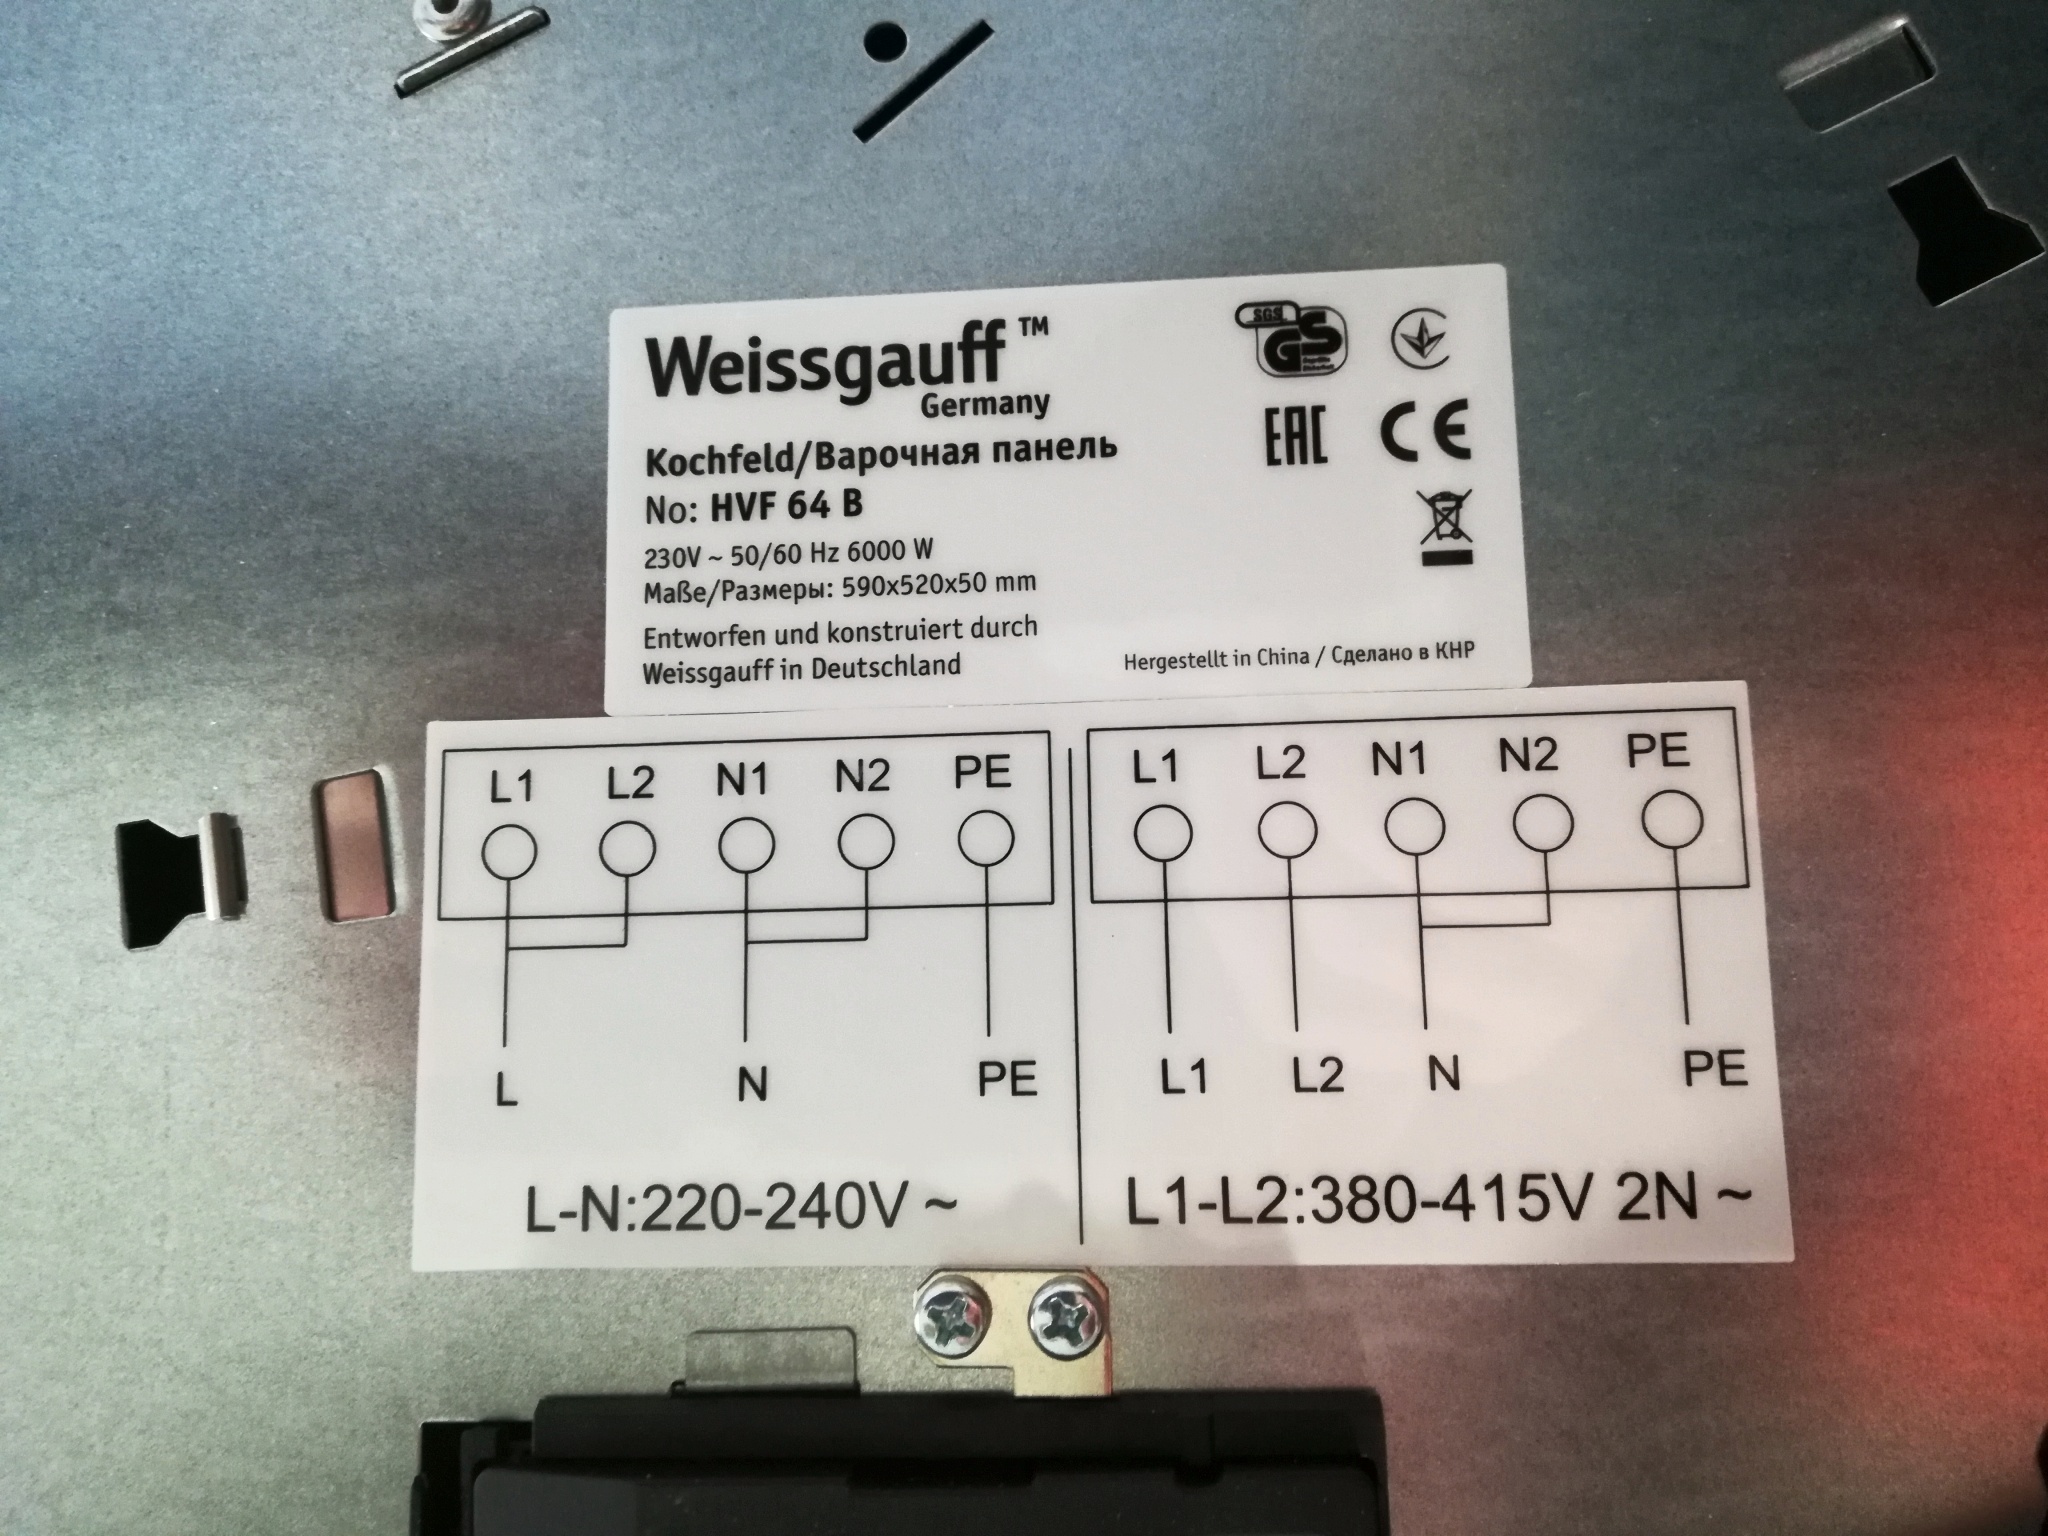 Weissgauff™
Germany
Kochfeld/Варочная панель
No: HVF 64 B
230V ~ 50/60 Hz 6000 W
Maße/Размеры: 590x520x50 mm
Entworfen und konstruiert durch
Weissgauff in Deutschland
SGS
GS
EAC
CE
Hergestellt in China / Сделано в КНР
L1 L2 N1 N2 PE
L N PE
L-N:220-240V ~
L1 L2 N1 N2 PE
L1 L2 N PE
L1-L2:380-415V 2N ~